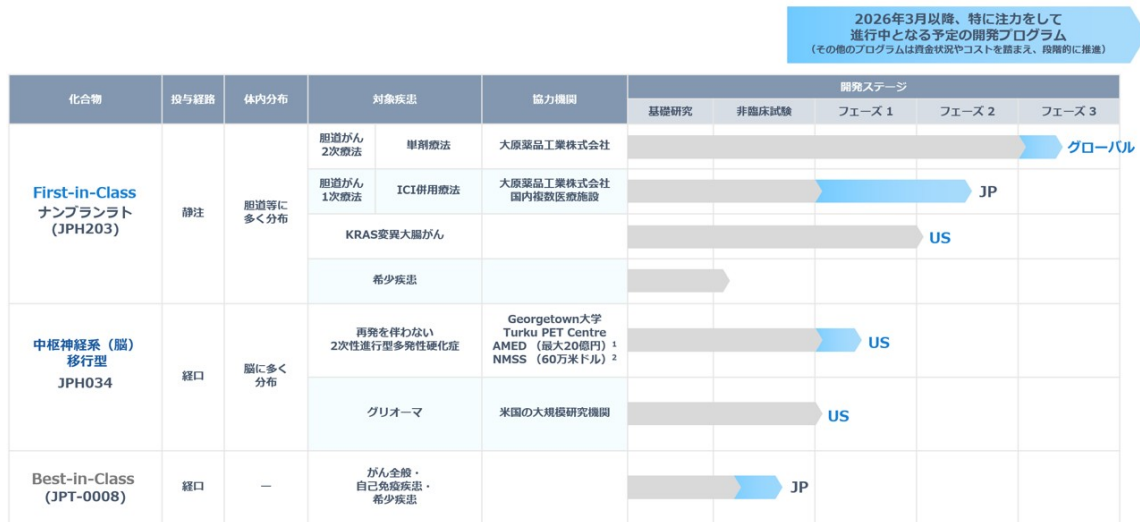 2026年3月以降、特に注力をして
進行中となる予定の開発プログラム
（その他のプログラムは資金状況やコストを踏まえ、段階的に推進）
化合物
投与経路
体内分布
対象疾患
協力機関
開発ステージ
基礎研究
非臨床試験
フェーズ 1
フェーズ 2
フェーズ 3
First-in-Class
ナンブランラト
(JPH203)
静注
胆道等に
多く分布
胆道がん
2次療法
単剤療法
大原薬品工業株式会社
グローバル
胆道がん
1次療法
ICI併用療法
大原薬品工業株式会社
国内複数医療施設
JP
KRAS変異大腸がん
US
希少疾患
中枢神経系（脳）
移行型
JPH034
経口
脳に多く
分布
再発を伴わない
2次性進行型多発性硬化症
Georgetown大学
Turku PET Centre
AMED （最大20億円）1
NMSS （60万米ドル）2
US
グリオーマ
米国の大規模研究機関
US
Best-in-Class
(JPT-0008)
経口
―
がん全般・
自己免疫疾患・
希少疾患
JP